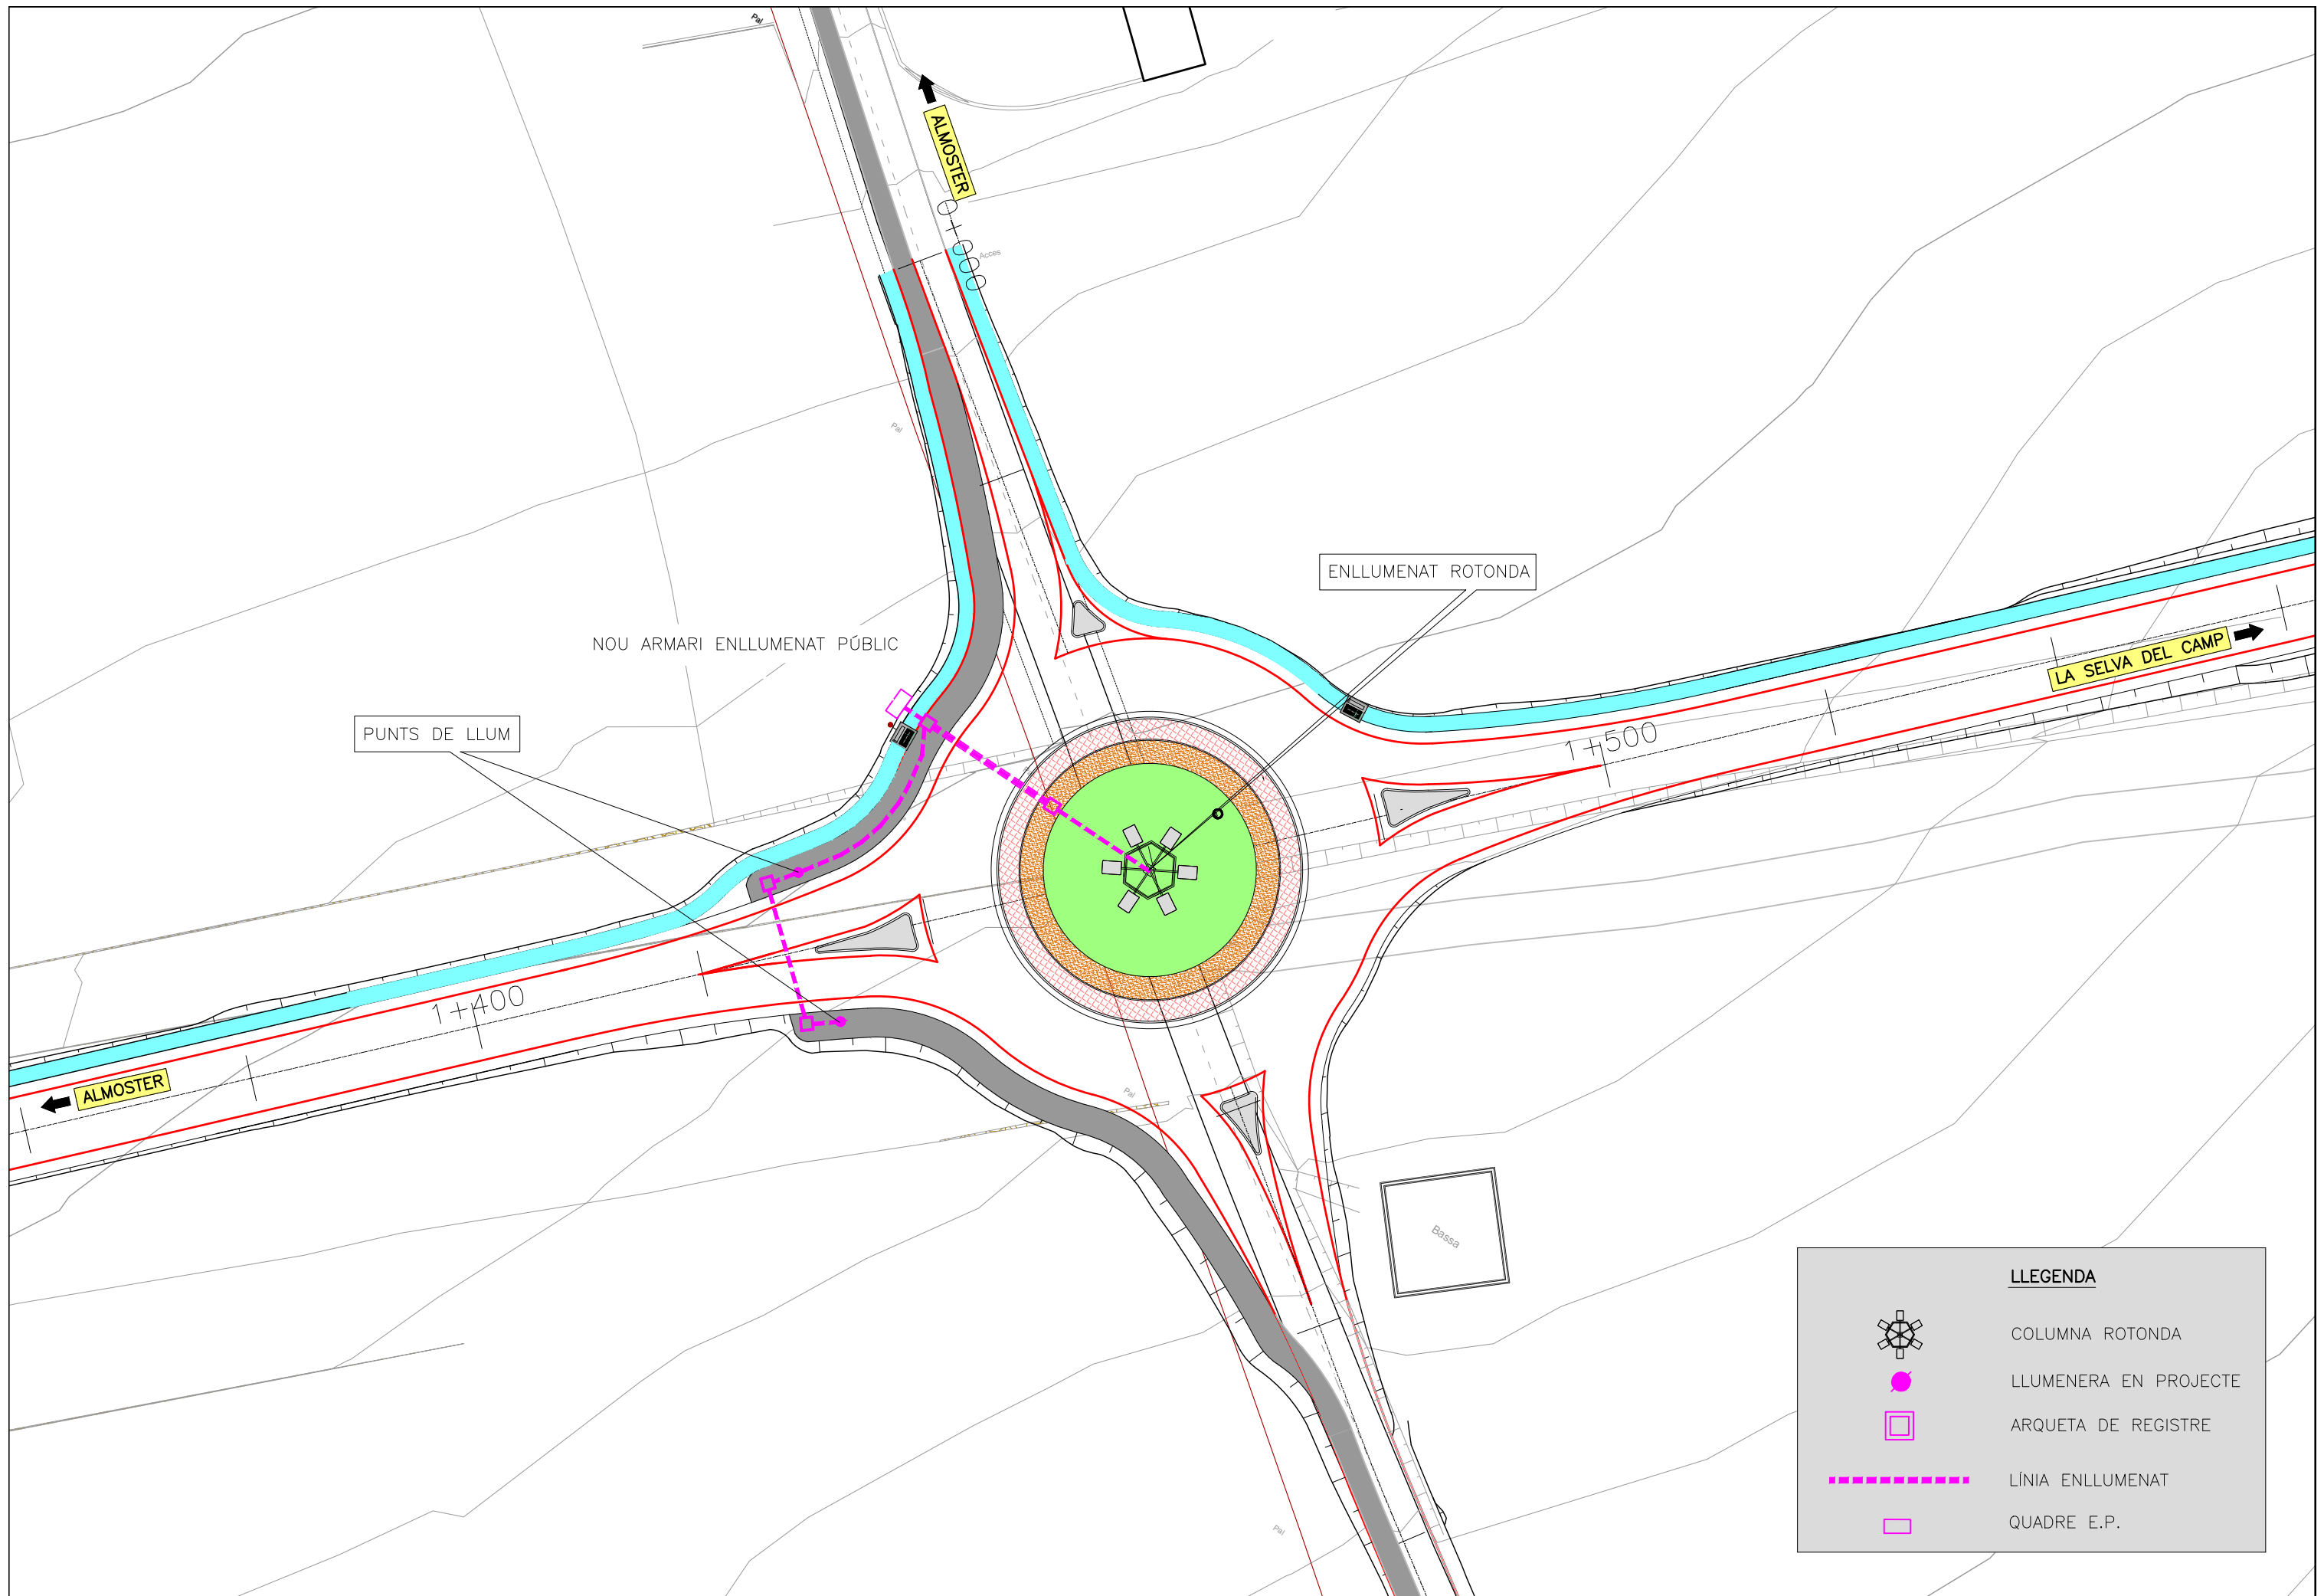 Pal
ALMOSTER
0+000
Acces
Pal
ENLLUMENAT ROTONDA
NOU ARMARI ENLLUMENAT PÚBLIC
LA SELVA DEL CAMP
PUNTS DE LLUM
1+500
1+400
ALMOSTER
Pal
Bassa
Pal
LLEGENDA
COLUMNA ROTONDA
LLUMENERA EN PROJECTE
ARQUETA DE REGISTRE
LÍNIA ENLLUMENAT
QUADRE E.P.